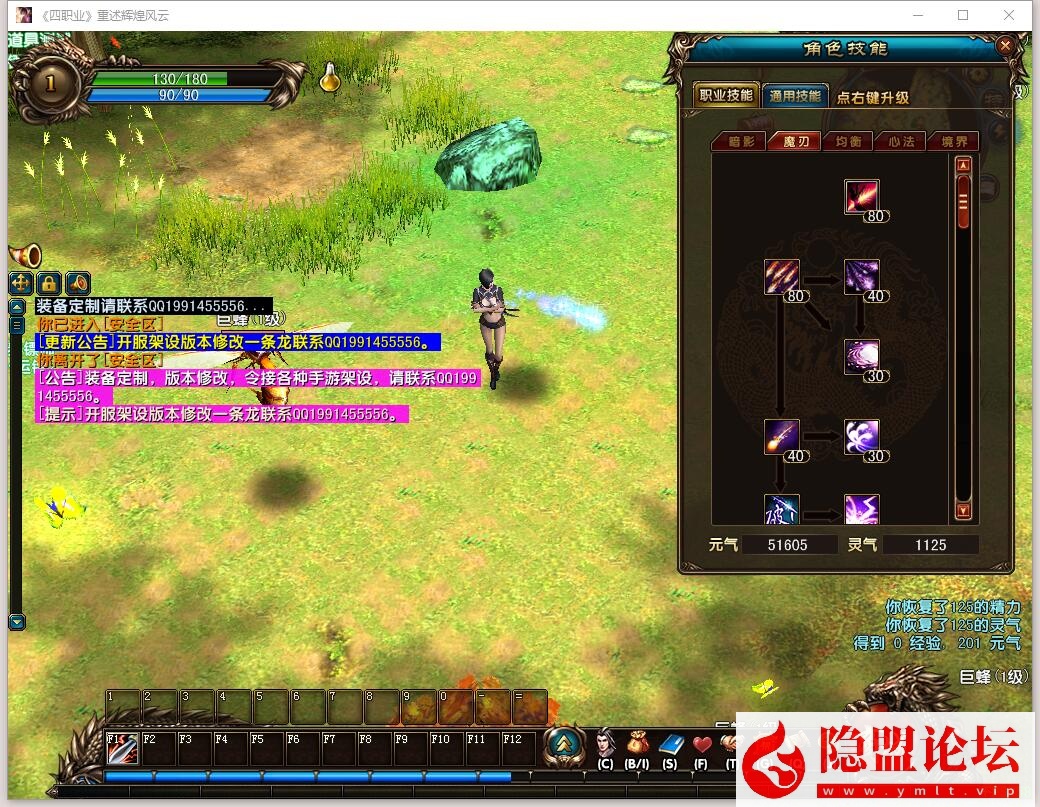 《四职业》重述辉煌风云
1
130/180
90/90
角色技能
职业技能 通用技能 点右键升级
暗影 魔刃 均衡 心法 境界
80
80 40
30
40 30
破
元气 51605 灵气 1125
装备定制请联系QQ1991455556...
你已进入[安全区]
巨蜂(1级)
[更新公告]开服架设版本修改一条龙联系QQ1991455556。
你离开了[安全区]
[公告]装备定制，版本修改，令接各种手游架设，请联系QQ199
1455556。
[提示]开服架设版本修改一条龙联系QQ1991455556。
你恢复了125的精力
你恢复了125的灵气
得到 0 经验, 201 元气
巨蜂(1级)
1 2 3 4 5 6 7 8 9 0 - =
F1 F2 F3 F4 F5 F6 F7 F8 F9 F10 F11 F12
(C) (B/I) (S) (F)
隐盟论坛
www.ymlt.vip